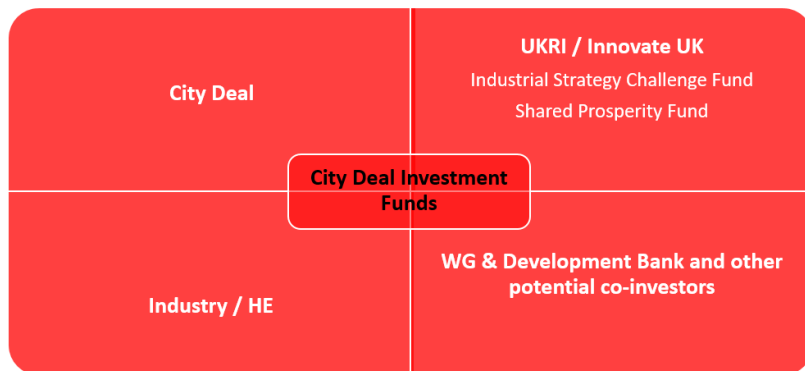 City Deal
UKRI / Innovate UK
Industrial Strategy Challenge Fund
Shared Prosperity Fund
City Deal Investment
Funds
Industry / HE
WG & Development Bank and other
potential co-investors